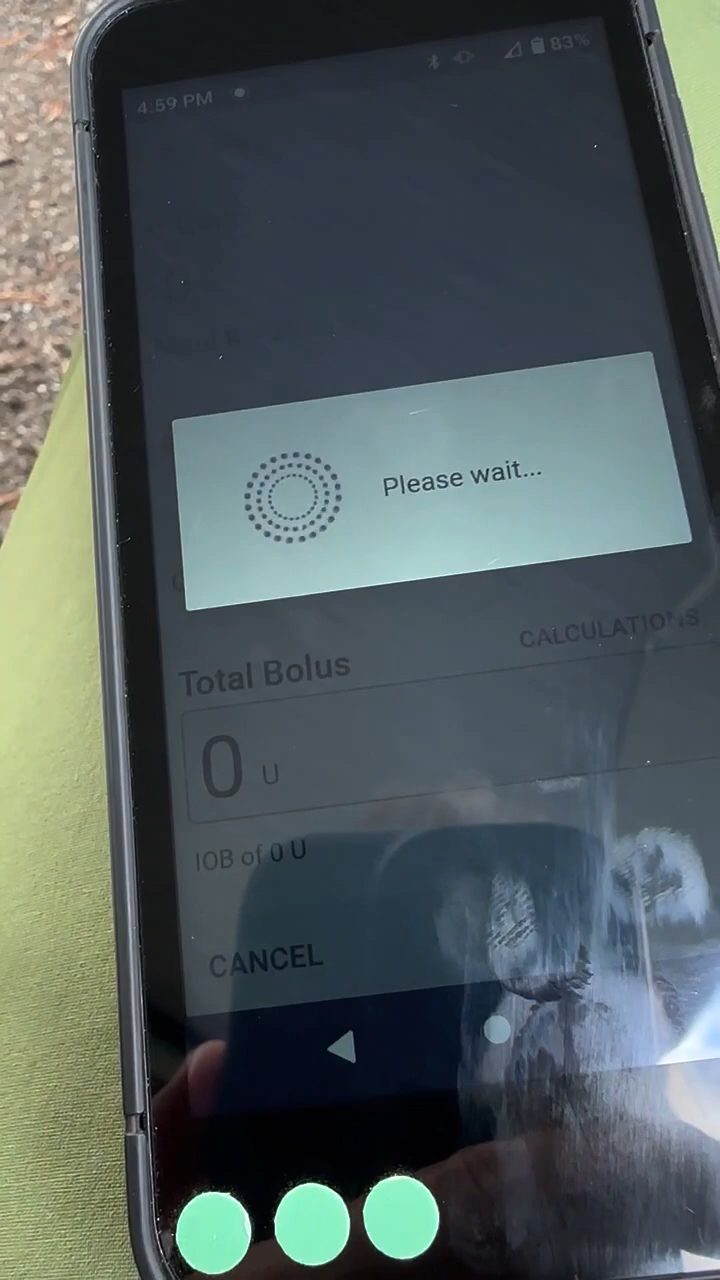 4:59 PM 83%
Please wait...
CALCULATIONS
Total Bolus
0 U
IOB of 0 U
CANCEL